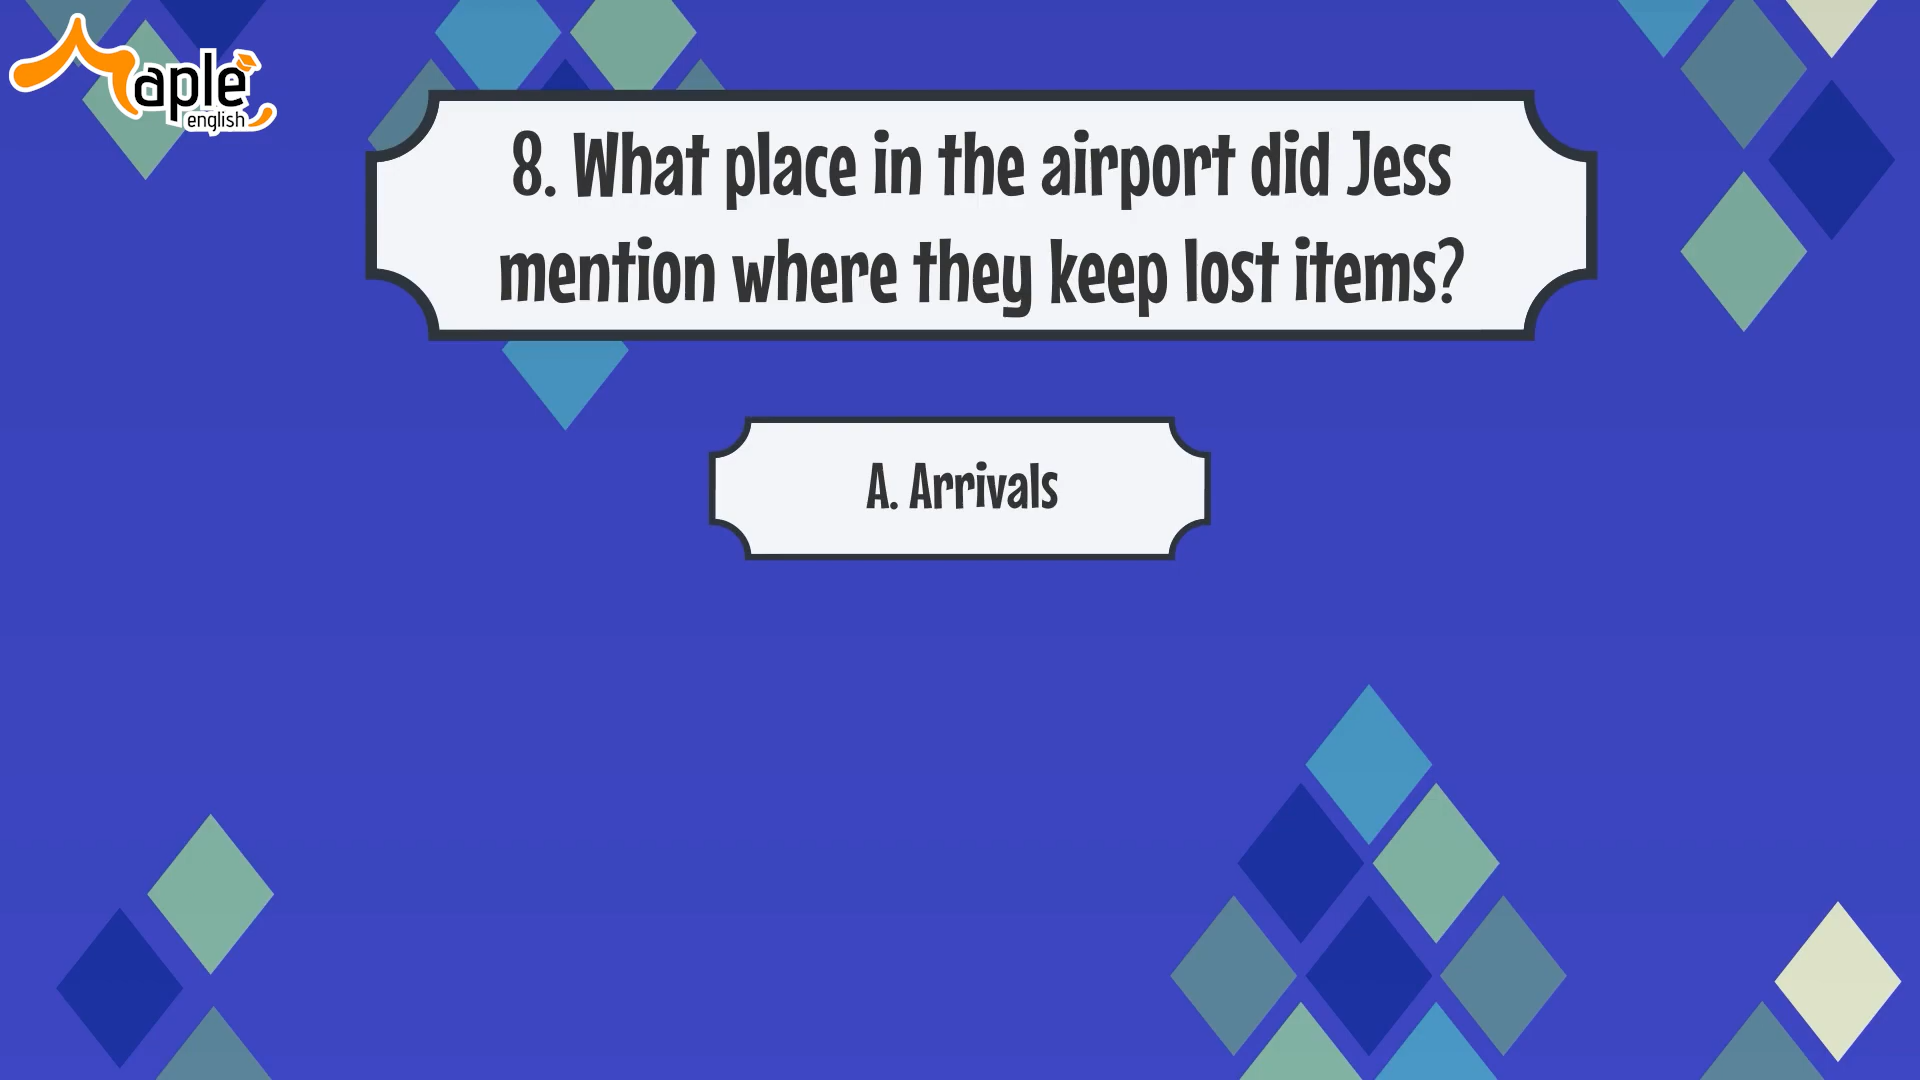 Maple
english
8. What place in the airport did Jess
mention where they keep lost items?
A. Arrivals